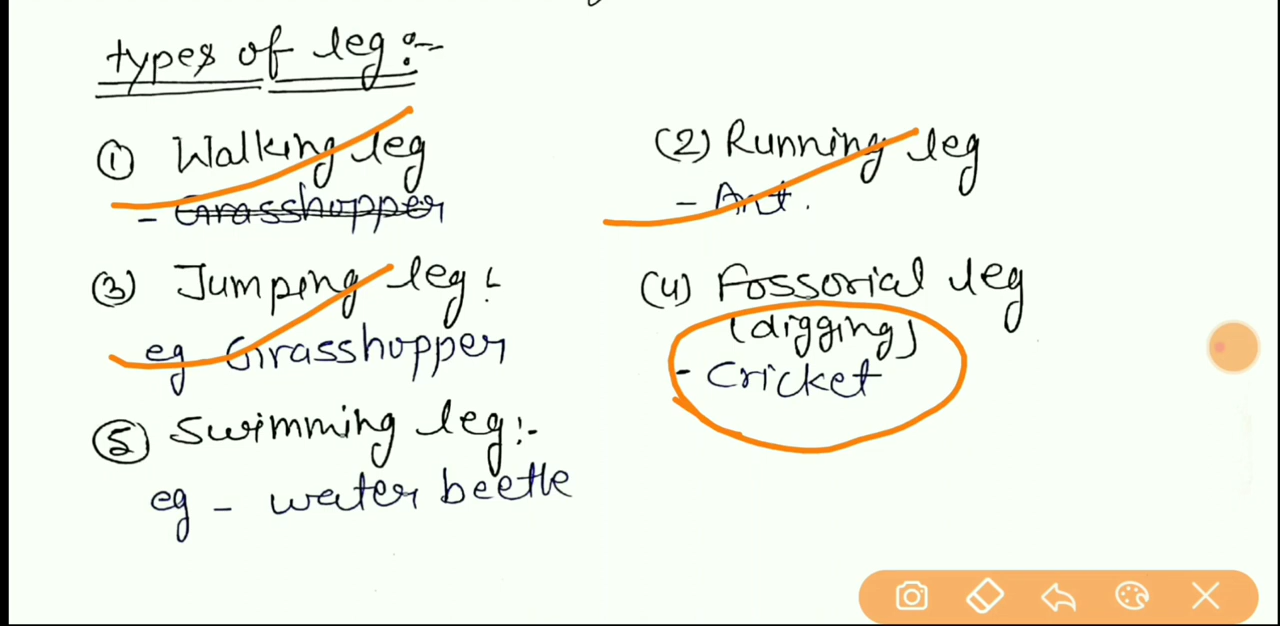 types of leg :-
① Walking leg
- Grasshopper
(2) Running leg
- Ant.
③ Jumping leg :
eg Grasshopper
(4) Fossorial leg
(digging)
- Cricket
⑤ Swimming leg :-
eg - water beetle